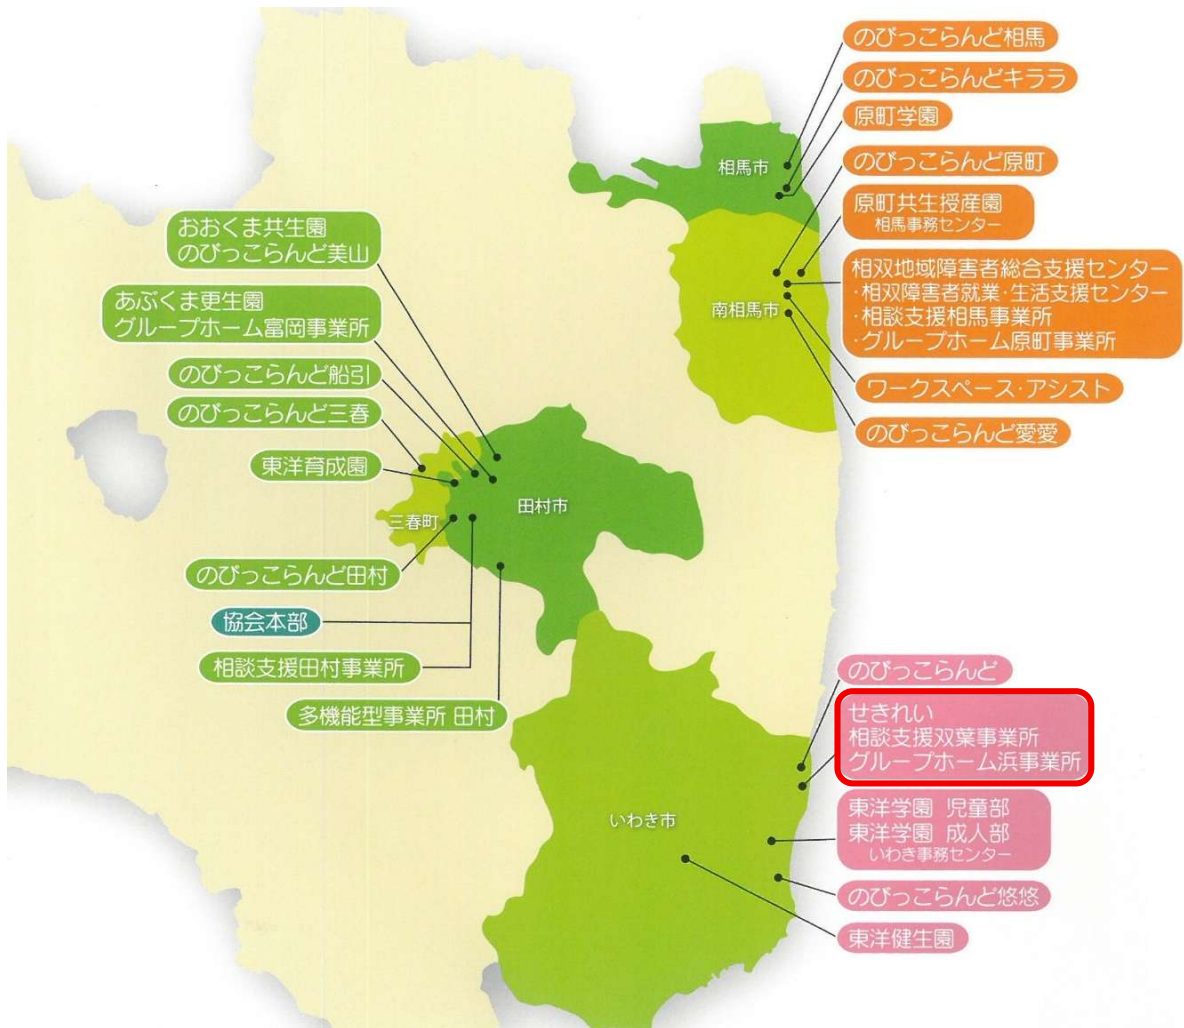 のびっこらんど相馬
のびっこらんどキララ
原町学園
のびっこらんど原町
原町共生授産園
相馬事務センター
相双地域障害者総合支援センター
・相双障害者就業・生活支援センター
・相談支援相馬事業所
・グループホーム原町事業所
ワークスペース・アシスト
のびっこらんど愛愛
相馬市
南相馬市
おおくま共生園
のびっこらんど美山
あぶくま更生園
グループホーム富岡事業所
のびっこらんど船引
のびっこらんど三春
東洋育成園
田村市
三春町
のびっこらんど田村
協会本部
相談支援田村事業所
多機能型事業所 田村
のびっこらんど
せきれい
相談支援双葉事業所
グループホーム浜事業所
いわき市
東洋学園 児童部
東洋学園 成人部
いわき事務センター
のびっこらんど悠悠
東洋健生園